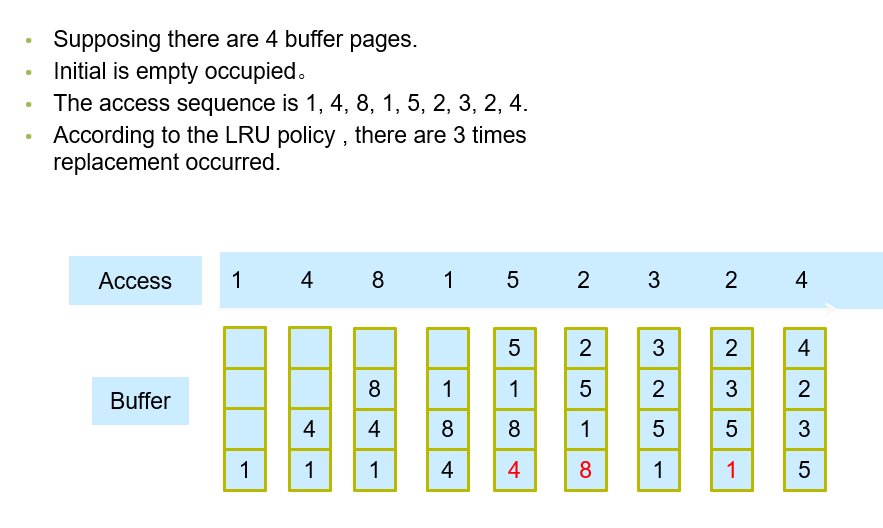 • Supposing there are 4 buffer pages.
• Initial is empty occupied。
• The access sequence is 1, 4, 8, 1, 5, 2, 3, 2, 4.
• According to the LRU policy , there are 3 times
replacement occurred.
Access 1 4 8 1 5 2 3 2 4
5 2 3 2 4
Buffer 8 1 1 5 2 3 2
4 4 8 8 1 5 5 3
1 1 1 4 4 8 1 1 5